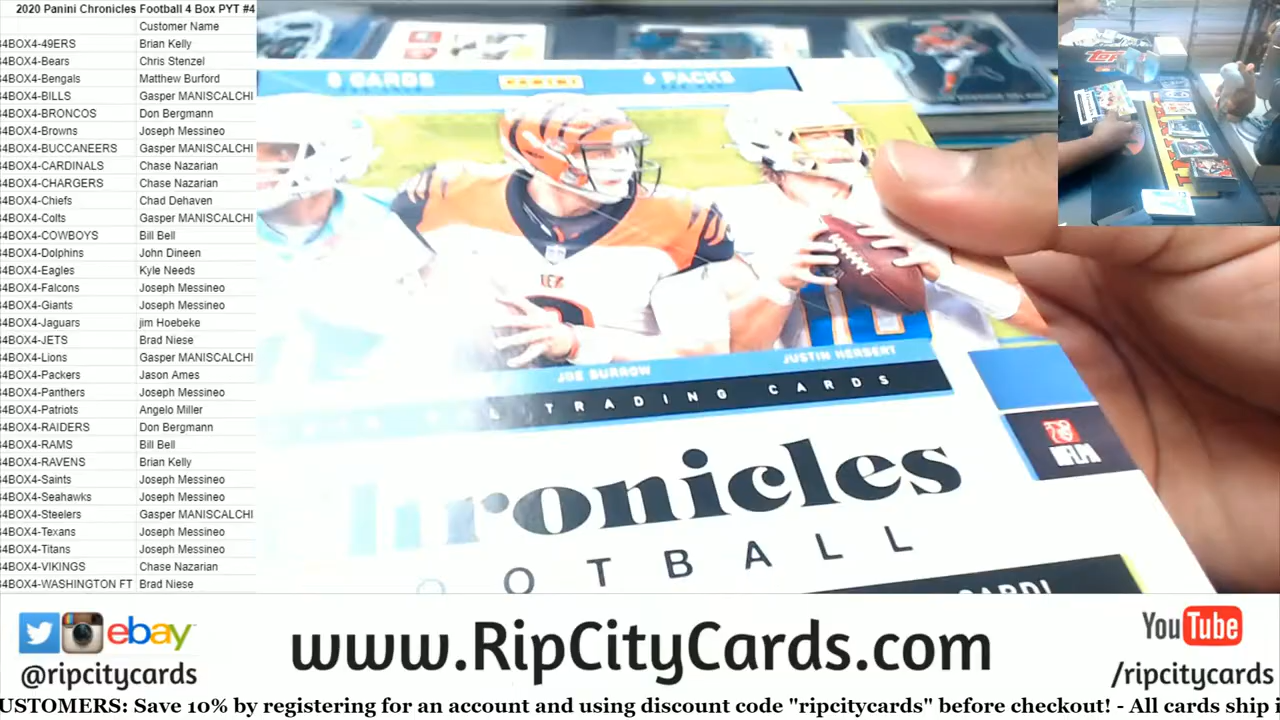 2020 Panini Chronicles Football 4 Box PYT #4
Customer Name
4BOX4-49ERS Brian Kelly
4BOX4-Bears Chris Stenzel
4BOX4-Bengals Matthew Burford
4BOX4-BILLS Gasper MANISCALCHI
4BOX4-BRONCOS Don Bergmann
4BOX4-Browns Joseph Messineo
4BOX4-BUCCANEERS Gasper MANISCALCHI
4BOX4-CARDINALS Chase Nazarian
4BOX4-CHARGERS Chase Nazarian
4BOX4-Chiefs Chad Dehaven
4BOX4-Colts Gasper MANISCALCHI
4BOX4-COWBOYS Bill Bell
4BOX4-Dolphins John Dineen
4BOX4-Eagles Kyle Needs
4BOX4-Falcons Joseph Messineo
4BOX4-Giants Joseph Messineo
4BOX4-Jaguars jim Hoebeke
4BOX4-JETS Brad Niese
4BOX4-Lions Gasper MANISCALCHI
4BOX4-Packers Jason Ames
4BOX4-Panthers Joseph Messineo
4BOX4-Patriots Angelo Miller
4BOX4-RAIDERS Don Bergmann
4BOX4-RAMS Bill Bell
4BOX4-RAVENS Brian Kelly
4BOX4-Saints Joseph Messineo
4BOX4-Seahawks Joseph Messineo
4BOX4-Steelers Gasper MANISCALCHI
4BOX4-Texans Joseph Messineo
4BOX4-Titans Joseph Messineo
4BOX4-VIKINGS Chase Nazarian
4BOX4-WASHINGTON FT Brad Niese
8 CARDS PANINI 6 PACKS
JOE BURROW JUSTIN HERBERT
TRADING CARDS
hronicles
OOTBALL
NFLPA
ebay
@ripcitycards
www.RipCityCards.com
YouTube
/ripcitycards
USTOMERS: Save 10% by registering for an account and using discount code "ripcitycards" before checkout! - All cards ship